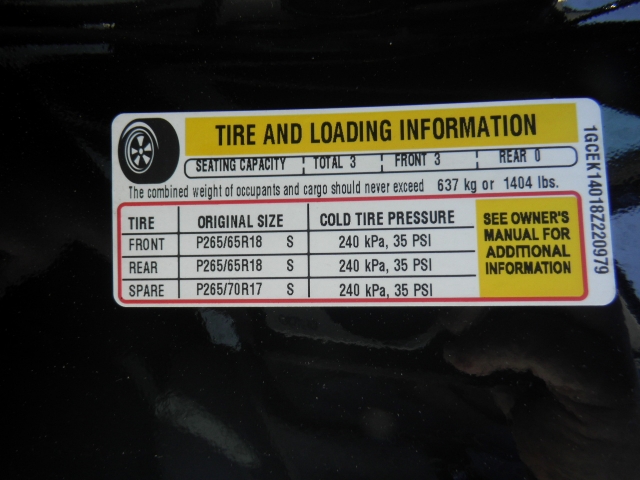 TIRE AND LOADING INFORMATION
SEATING CAPACITY TOTAL 3 FRONT 3 REAR 0
The combined weight of occupants and cargo should never exceed 637 kg or 1404 lbs.
TIRE ORIGINAL SIZE COLD TIRE PRESSURE
FRONT P265/65R18 S 240 kPa, 35 PSI
REAR P265/65R18 S 240 kPa, 35 PSI
SPARE P265/70R17 S 240 kPa, 35 PSI
SEE OWNER'S
MANUAL FOR
ADDITIONAL
INFORMATION
1GCEK14018Z220979